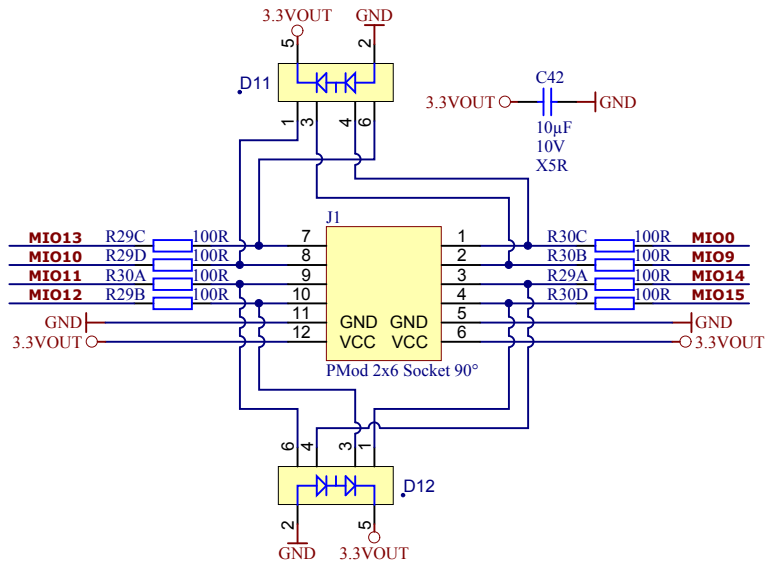 3.3VOUT GND
5 2
D11
1 3 4 6
C42
3.3VOUT GND
10µF
10V
X5R
J1
MIO13 R29C 100R 7 1 R30C 100R MIO0
MIO10 R29D 100R 8 2 R30B 100R MIO9
MIO11 R30A 100R 9 3 R29A 100R MIO14
MIO12 R29B 100R 10 4 R30D 100R MIO15
GND 11 GND GND 5 GND
3.3VOUT 12 VCC VCC 6 3.3VOUT
PMod 2x6 Socket 90°
6 4 3 1
D12
2 5
GND 3.3VOUT